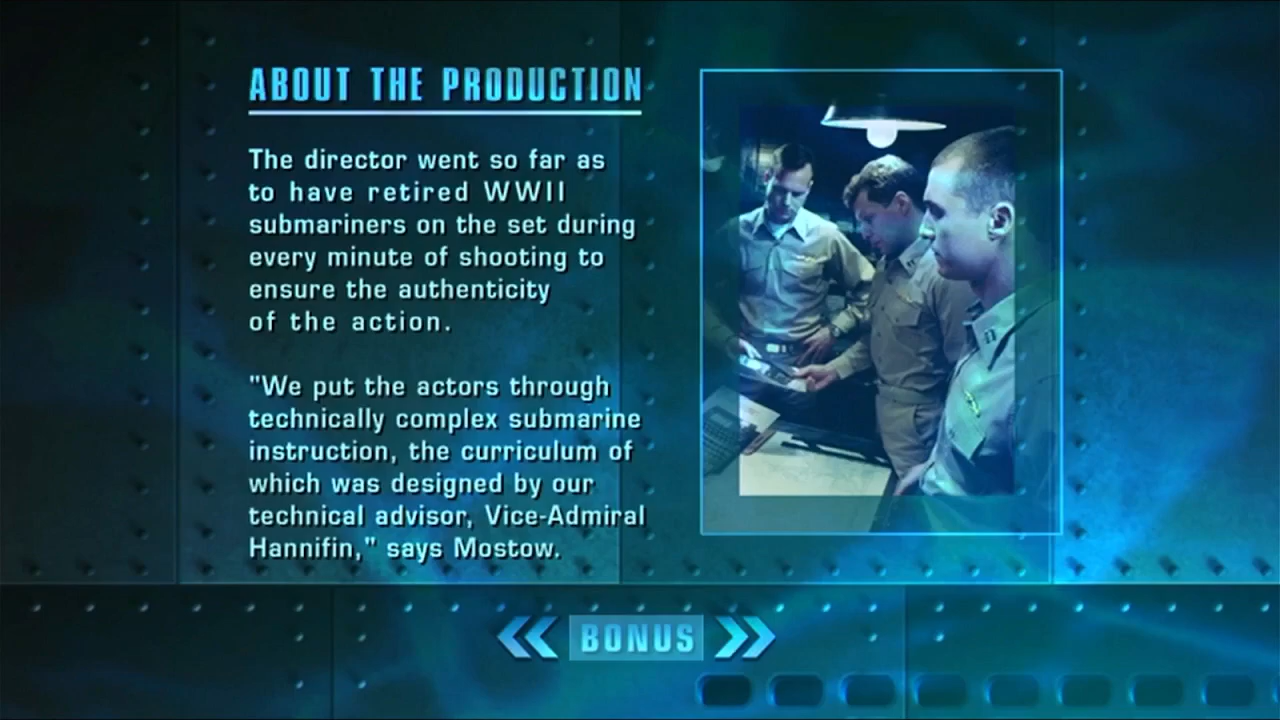 ABOUT THE PRODUCTION
The director went so far as
to have retired WWII
submariners on the set during
every minute of shooting to
ensure the authenticity
of the action.
"We put the actors through
technically complex submarine
instruction, the curriculum of
which was designed by our
technical advisor, Vice-Admiral
Hannifin," says Mostow.
BONUS